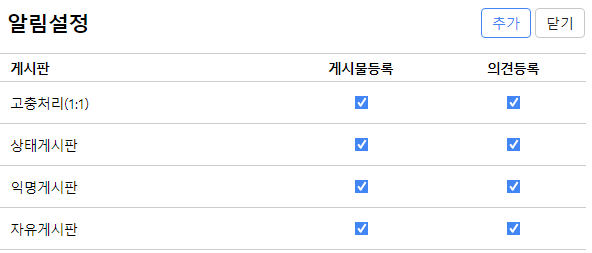 알림설정 추가 닫기
게시판 게시물등록 의견등록
고충처리(1:1)
상태게시판
익명게시판
자유게시판